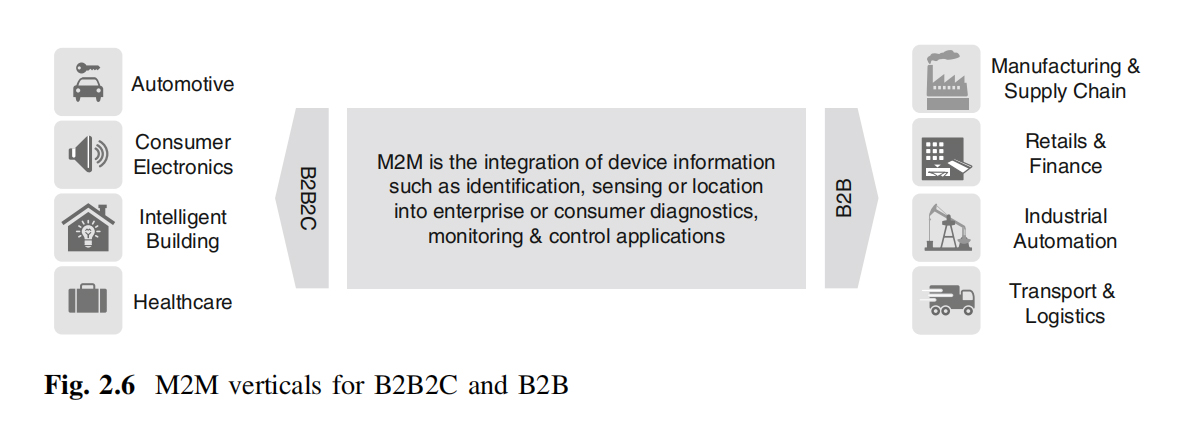 Automotive
Consumer
Electronics
Intelligent
Building
Healthcare
B2B2C
M2M is the integration of device information
such as identification, sensing or location
into enterprise or consumer diagnostics,
monitoring & control applications
B2B
Manufacturing &
Supply Chain
Retails &
Finance
Industrial
Automation
Transport &
Logistics
Fig. 2.6 M2M verticals for B2B2C and B2B